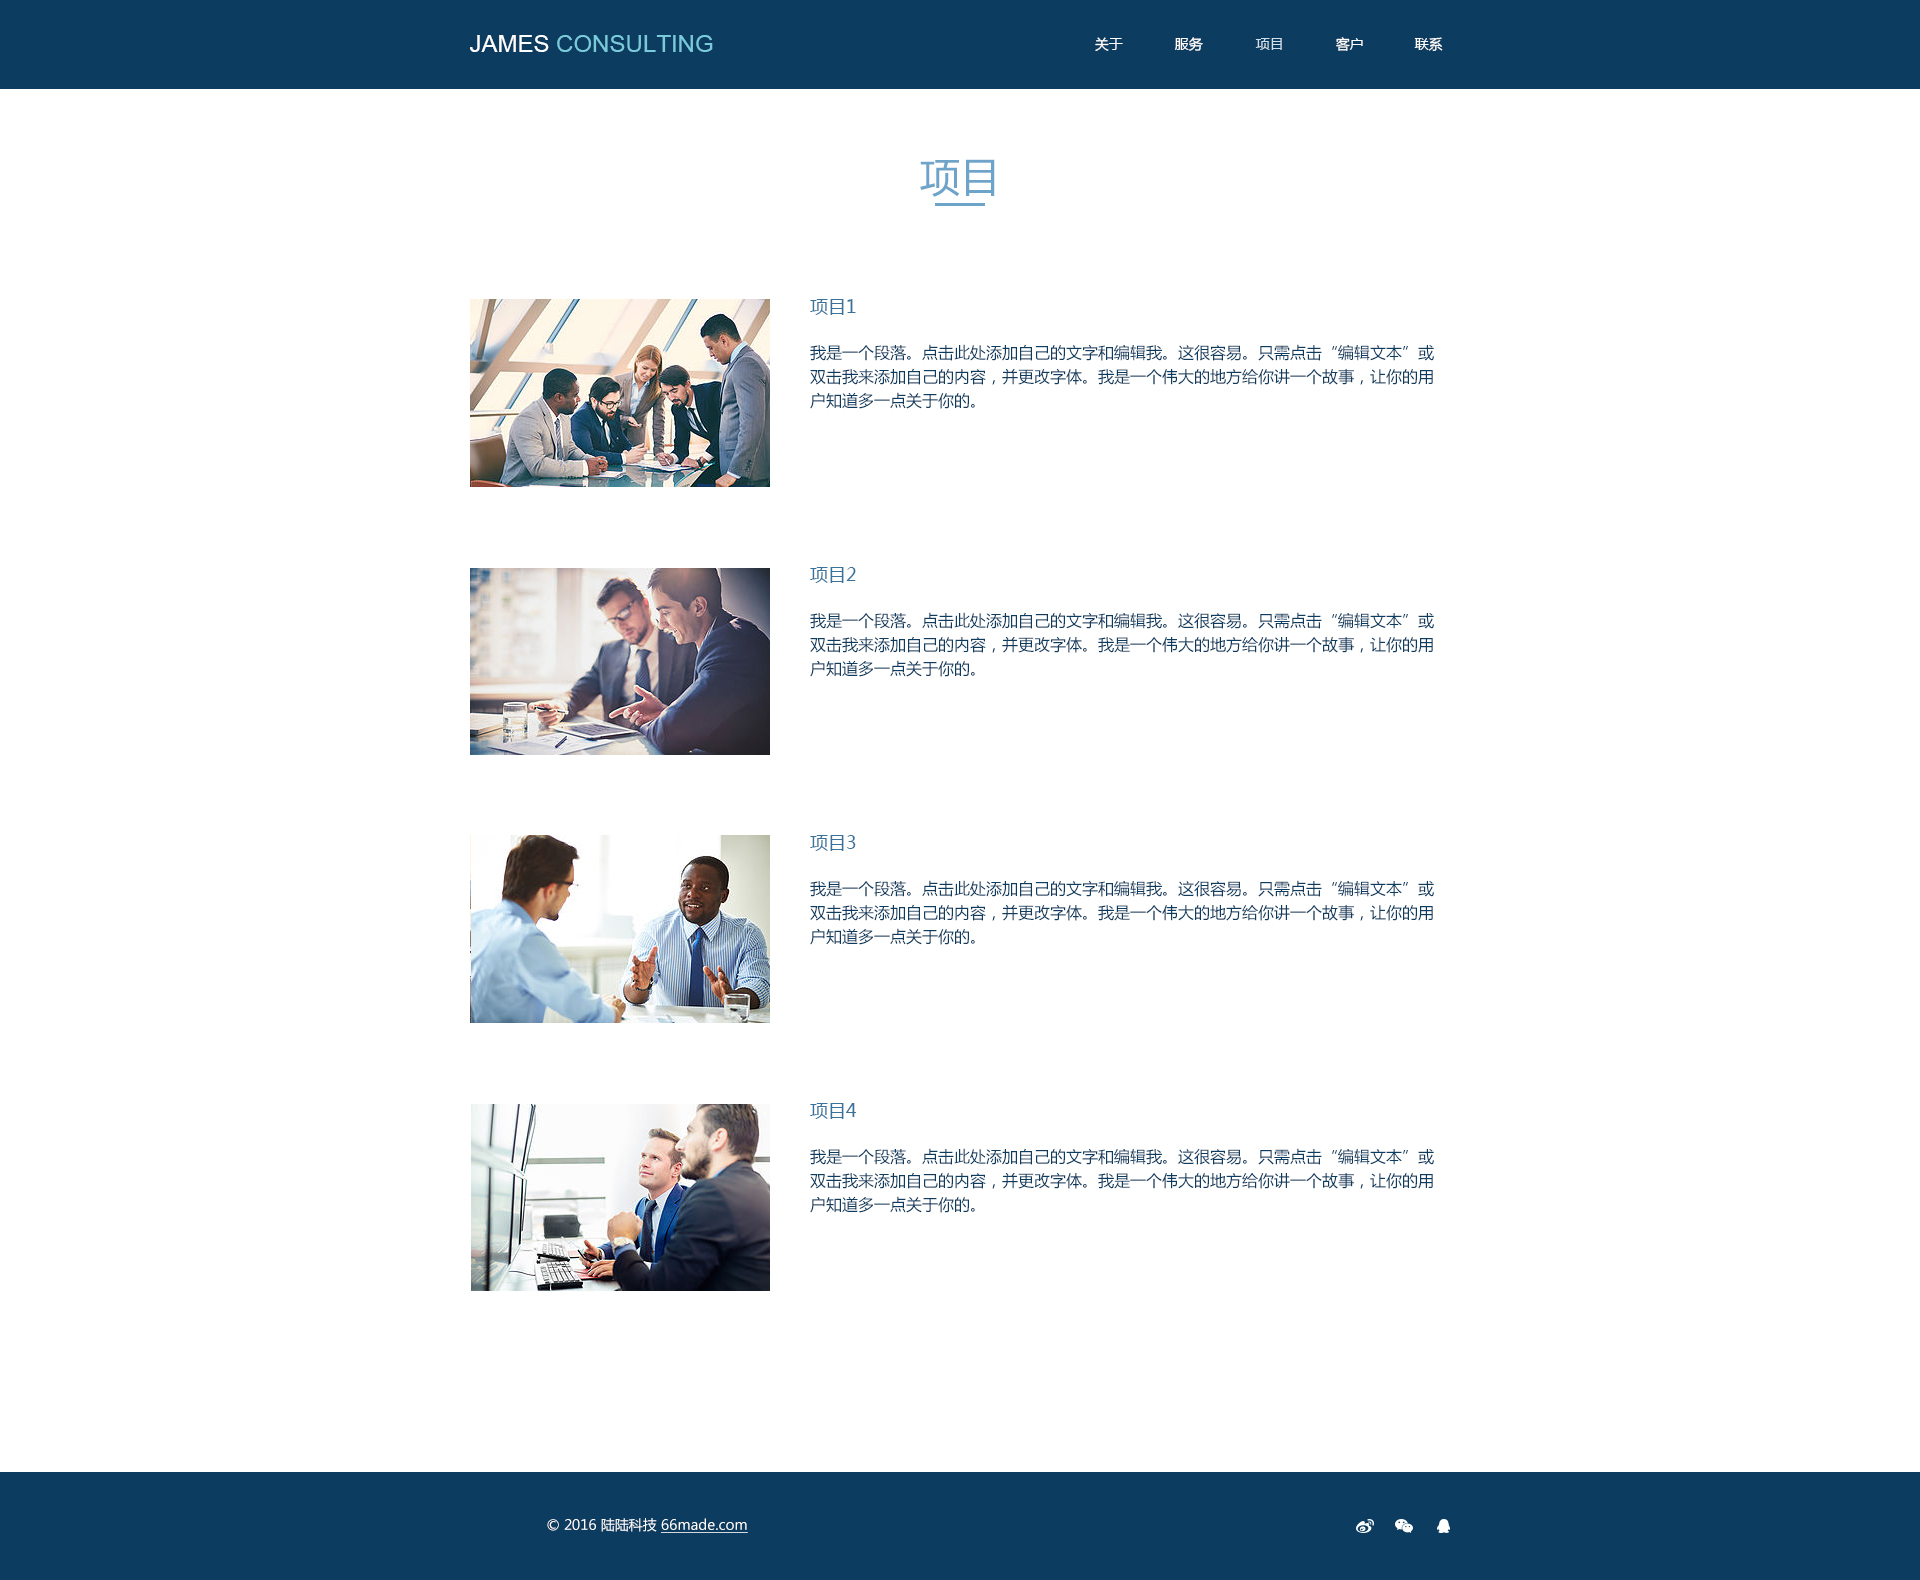 JAMES CONSULTING
关于 服务 项目 客户 联系
项目
项目1
我是一个段落。点击此处添加自己的文字和编辑我。这很容易。只需点击“编辑文本”或
双击我来添加自己的内容，并更改字体。我是一个伟大的地方给你讲一个故事，让你的用
户知道多一点关于你的。
项目2
我是一个段落。点击此处添加自己的文字和编辑我。这很容易。只需点击“编辑文本”或
双击我来添加自己的内容，并更改字体。我是一个伟大的地方给你讲一个故事，让你的用
户知道多一点关于你的。
项目3
我是一个段落。点击此处添加自己的文字和编辑我。这很容易。只需点击“编辑文本”或
双击我来添加自己的内容，并更改字体。我是一个伟大的地方给你讲一个故事，让你的用
户知道多一点关于你的。
项目4
我是一个段落。点击此处添加自己的文字和编辑我。这很容易。只需点击“编辑文本”或
双击我来添加自己的内容，并更改字体。我是一个伟大的地方给你讲一个故事，让你的用
户知道多一点关于你的。
© 2016 陆陆科技 66made.com